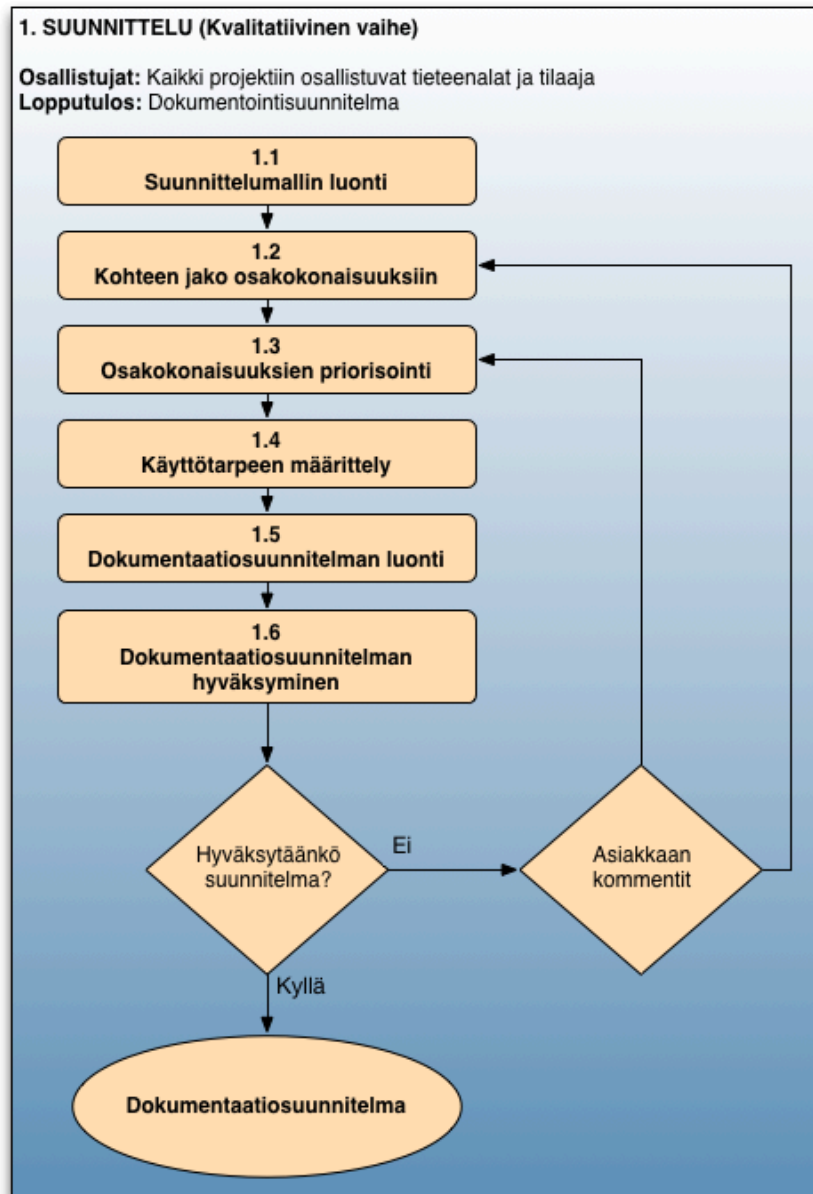 1. SUUNNITTELU (Kvalitatiivinen vaihe)
Osallistujat: Kaikki projektiin osallistuvat tieteenalat ja tilaaja
Lopputulos: Dokumentointisuunnitelma
1.1
Suunnittelumallin luonti
1.2
Kohteen jako osakokonaisuuksiin
1.3
Osakokonaisuuksien priorisointi
1.4
Käyttötarpeen määrittely
1.5
Dokumentaatiosuunnitelman luonti
1.6
Dokumentaatiosuunnitelman
hyväksyminen
Hyväksytäänkö
suunnitelma?
Ei
Asiakkaan
kommentit
Kyllä
Dokumentaatiosuunnitelma